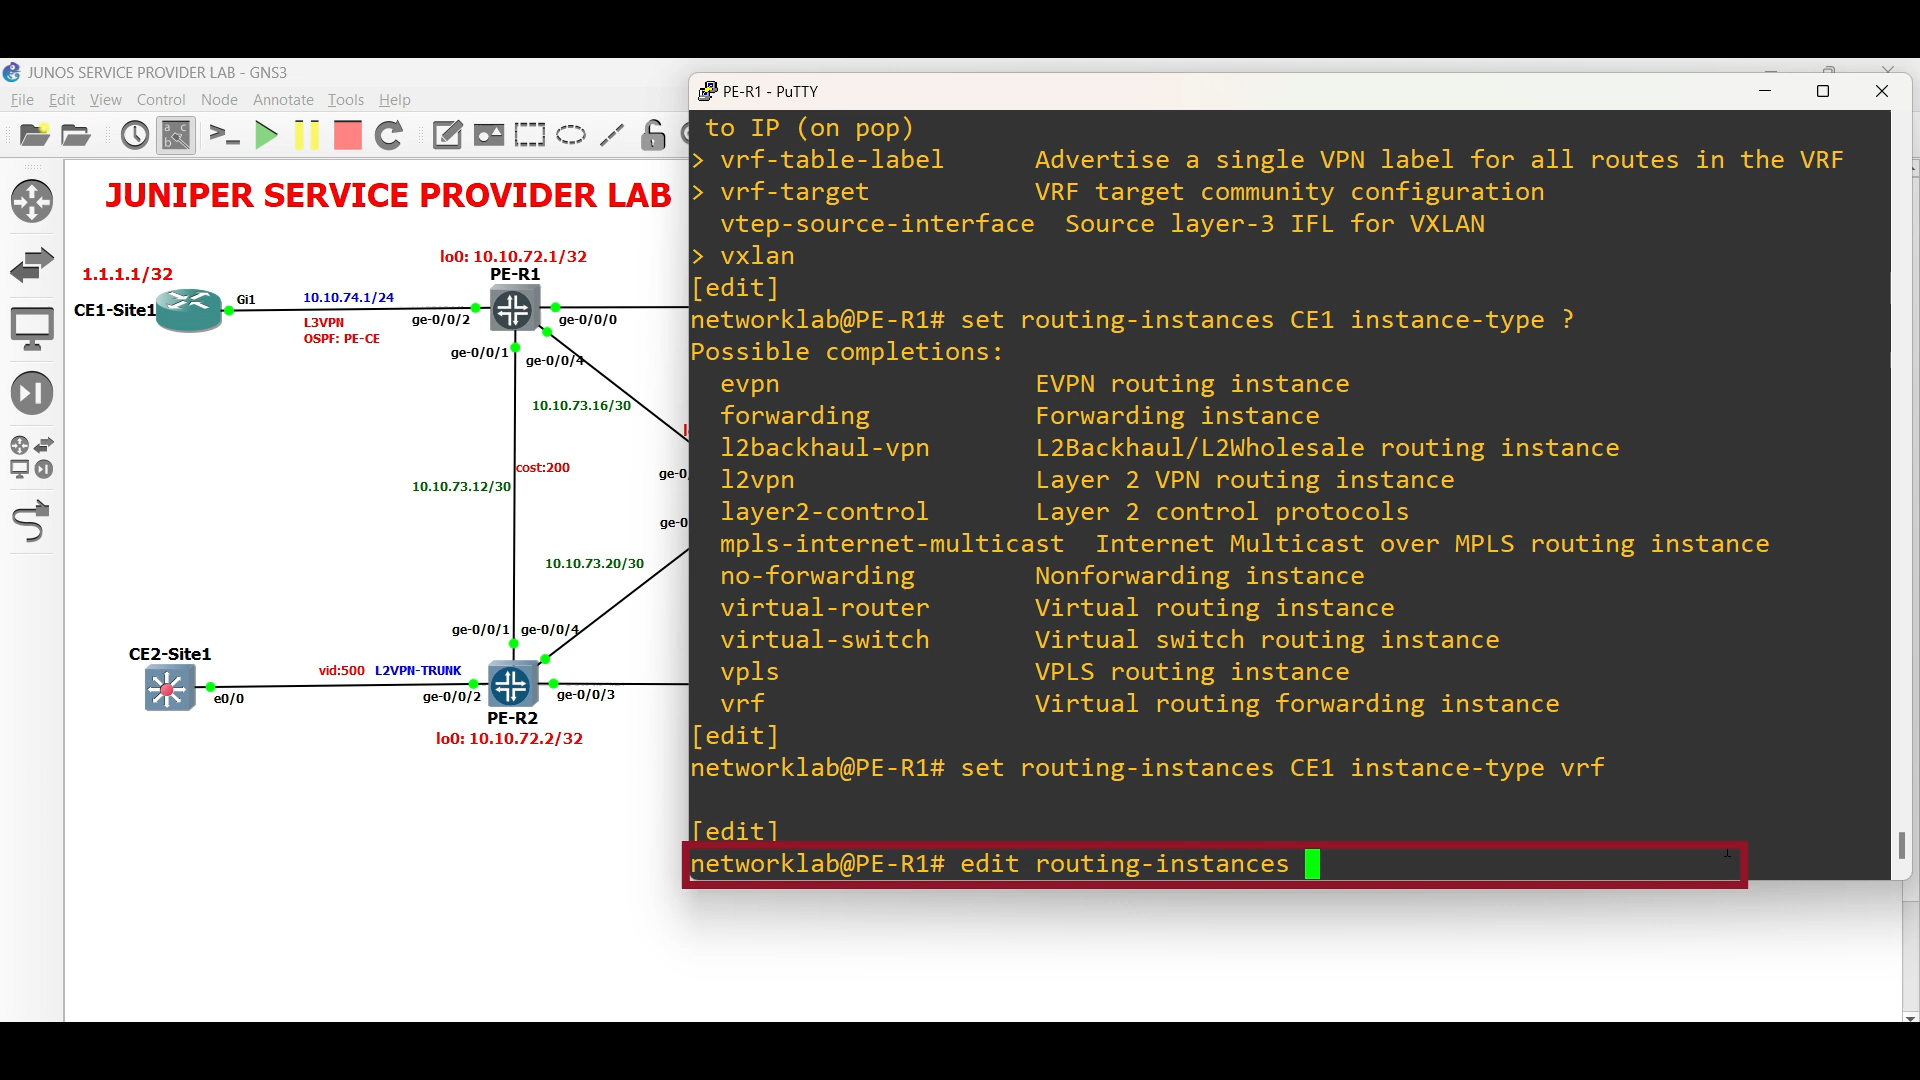 JUNOS SERVICE PROVIDER LAB - GNS3
File Edit View Control Node Annotate Tools Help
JUNIPER SERVICE PROVIDER LAB
lo0: 10.10.72.1/32
PE-R1
1.1.1.1/32
CE1-Site1
Gi1
10.10.74.1/24
L3VPN
OSPF: PE-CE
ge-0/0/2
ge-0/0/0
ge-0/0/1
ge-0/0/4
10.10.73.16/30
cost:200
10.10.73.12/30
ge-0
ge-0
10.10.73.20/30
ge-0/0/1
ge-0/0/4
CE2-Site1
e0/0
vid:500
L2VPN-TRUNK
ge-0/0/2
ge-0/0/3
PE-R2
lo0: 10.10.72.2/32
PE-R1 - PuTTY
to IP (on pop)
> vrf-table-label Advertise a single VPN label for all routes in the VRF
> vrf-target VRF target community configuration
vtep-source-interface Source layer-3 IFL for VXLAN
> vxlan
[edit]
networklab@PE-R1# set routing-instances CE1 instance-type ?
Possible completions:
evpn EVPN routing instance
forwarding Forwarding instance
l2backhaul-vpn L2Backhaul/L2Wholesale routing instance
l2vpn Layer 2 VPN routing instance
layer2-control Layer 2 control protocols
mpls-internet-multicast Internet Multicast over MPLS routing instance
no-forwarding Nonforwarding instance
virtual-router Virtual routing instance
virtual-switch Virtual switch routing instance
vpls VPLS routing instance
vrf Virtual routing forwarding instance
[edit]
networklab@PE-R1# set routing-instances CE1 instance-type vrf
[edit]
networklab@PE-R1# edit routing-instances